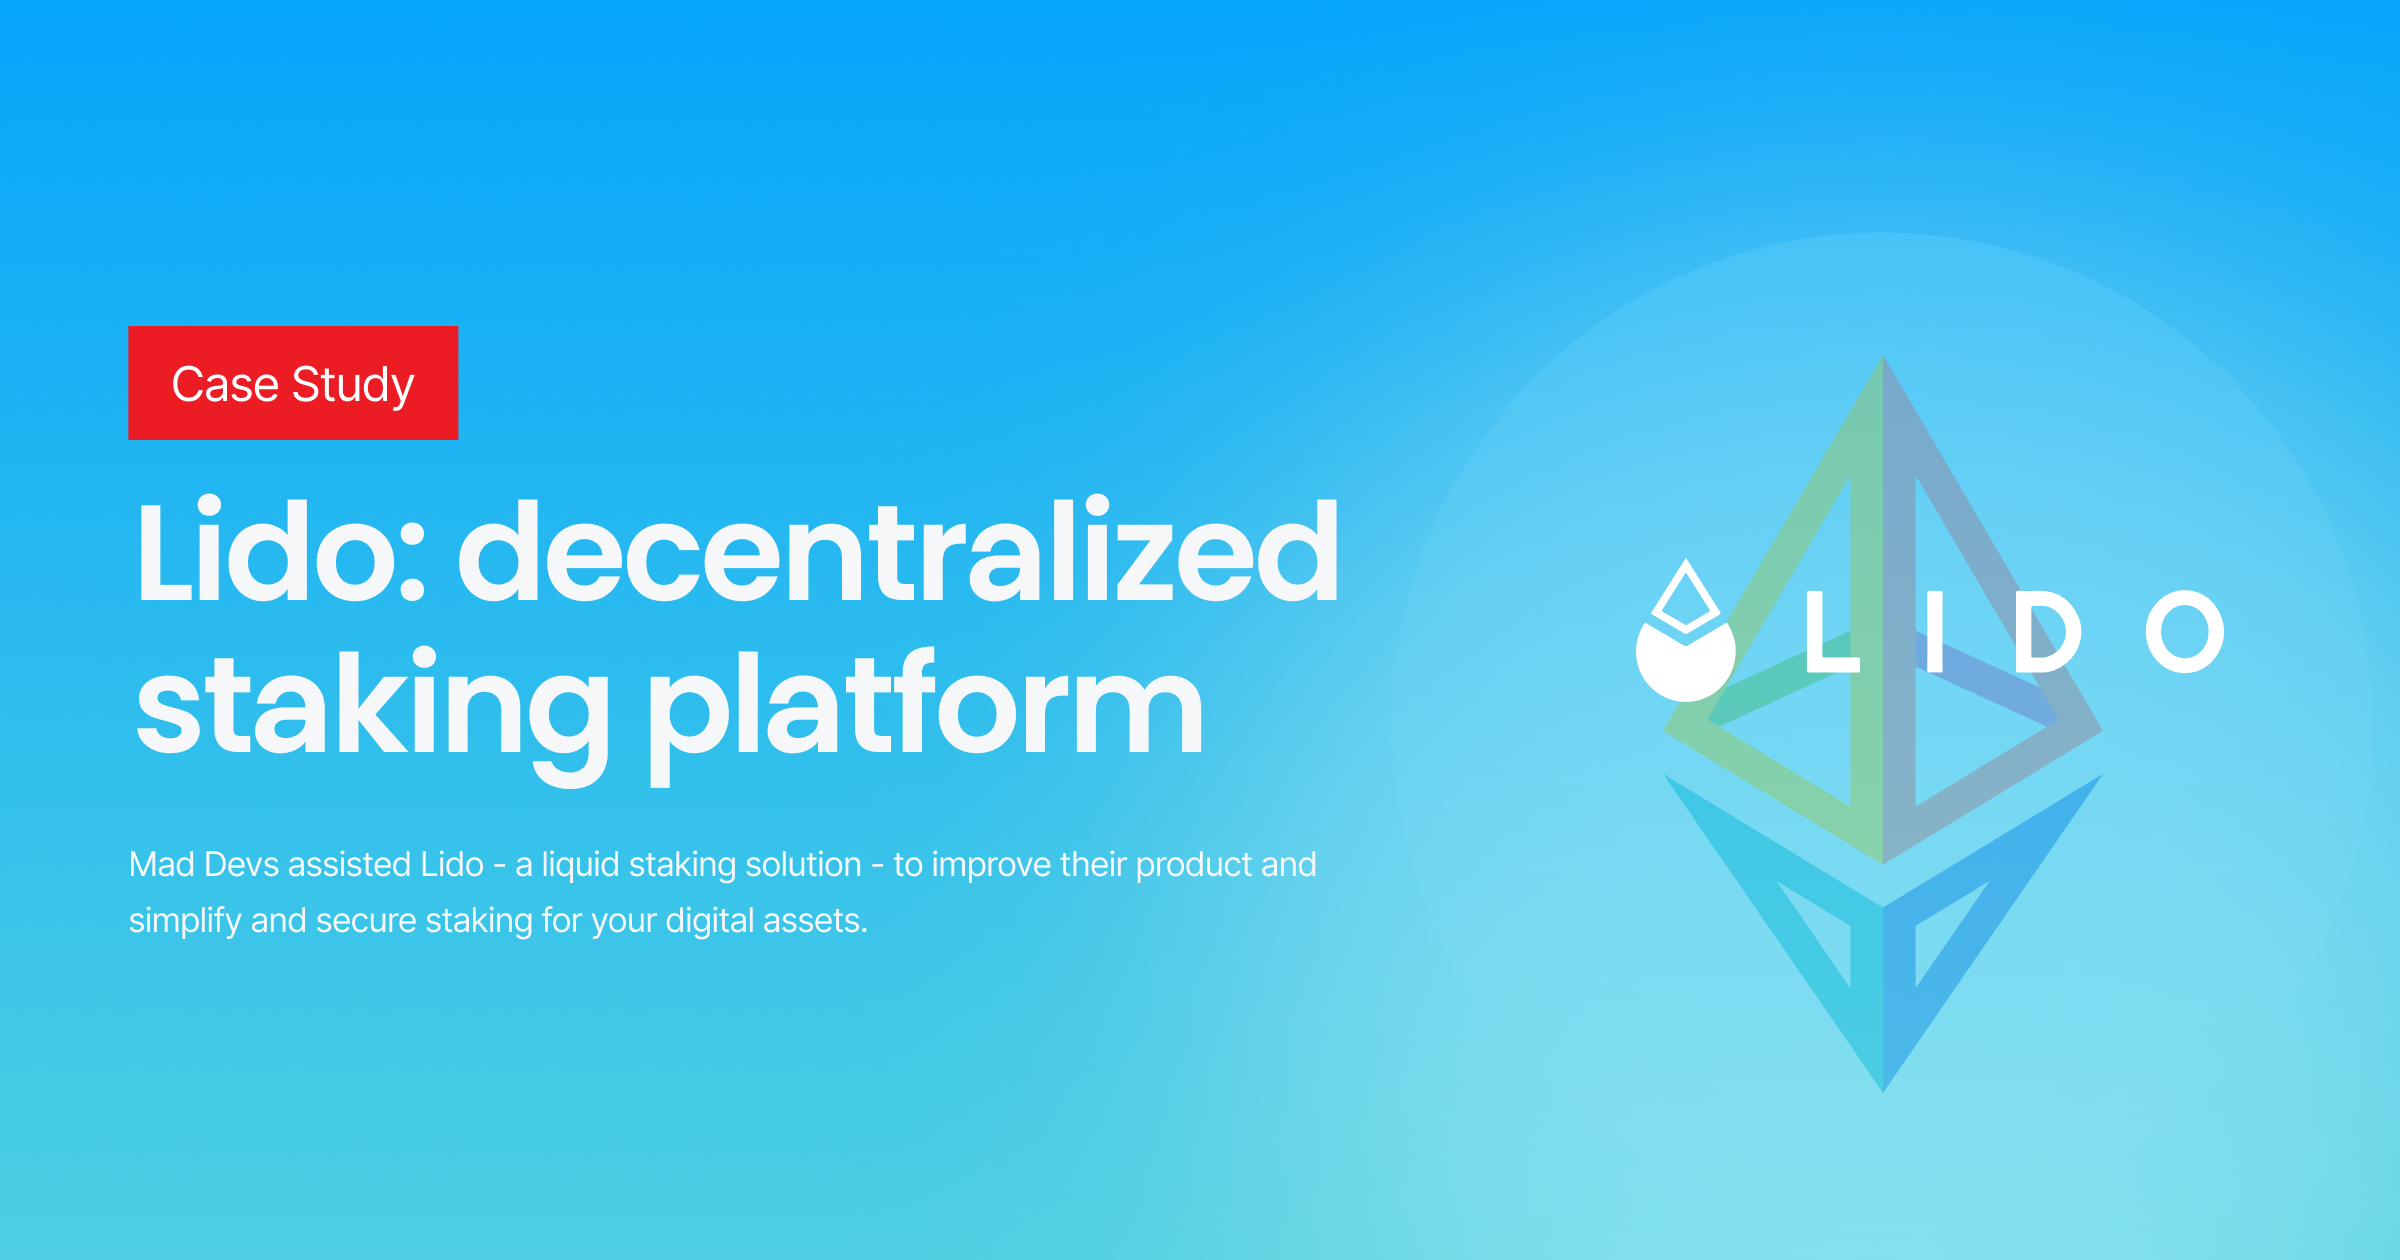 Case Study
Lido: decentralized
staking platform
Mad Devs assisted Lido - a liquid staking solution - to improve their product and
simplify and secure staking for your digital assets.
LIDO